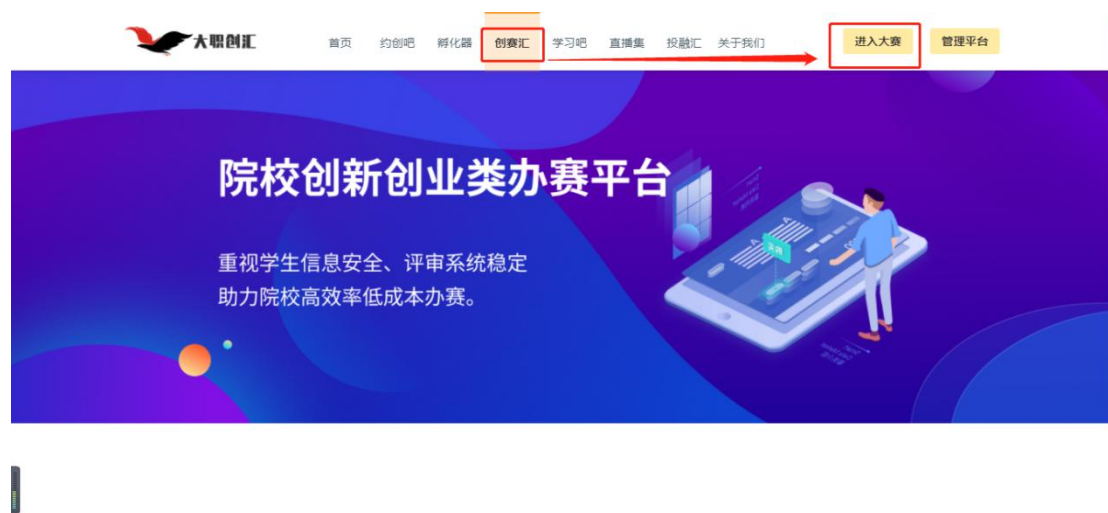 大职创汇
首页 约创吧 孵化器 创赛汇 学习吧 直播集 投融汇 关于我们 进入大赛 管理平台
院校创新创业类办赛平台
重视学生信息安全、评审系统稳定
助力院校高效率低成本办赛。